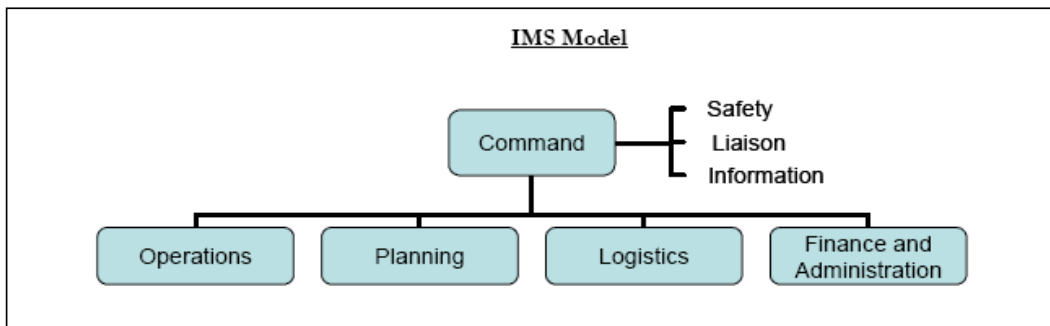 IMS Model
Command
Safety
Liaison
Information
Operations
Planning
Logistics
Finance and
Administration